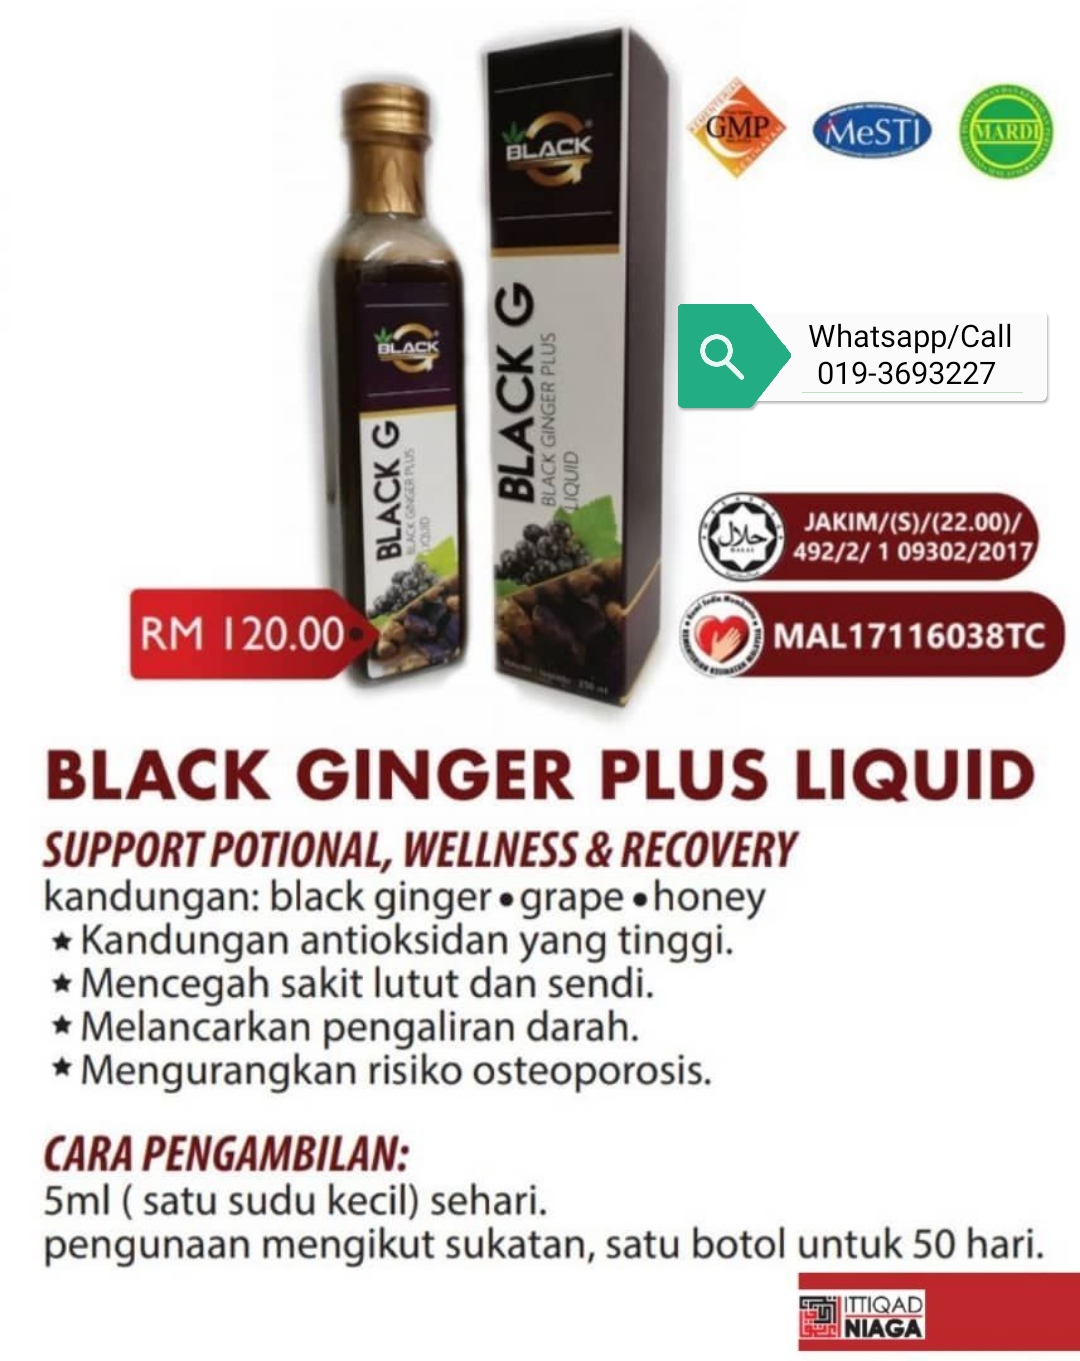 BLACK
GMP
MeSTI
MARDI
BLACK
BLACK G
BLACK GINGER PLUS
LIQUID
BLACK G
BLACK GINGER PLUS
LIQUID
Whatsapp/Call
019-3693227
JAKIM/(S)/(22.00)/
492/2/ 1 09302/2017
RM 120.00
MAL17116038TC
BLACK GINGER PLUS LIQUID
SUPPORT POTIONAL, WELLNESS & RECOVERY
kandungan: black ginger • grape • honey
★ Kandungan antioksidan yang tinggi.
★ Mencegah sakit lutut dan sendi.
★ Melancarkan pengaliran darah.
★ Mengurangkan risiko osteoporosis.
CARA PENGAMBILAN:
5ml ( satu sudu kecil) sehari.
pengunaan mengikut sukatan, satu botol untuk 50 hari.
ITTIQAD
NIAGA